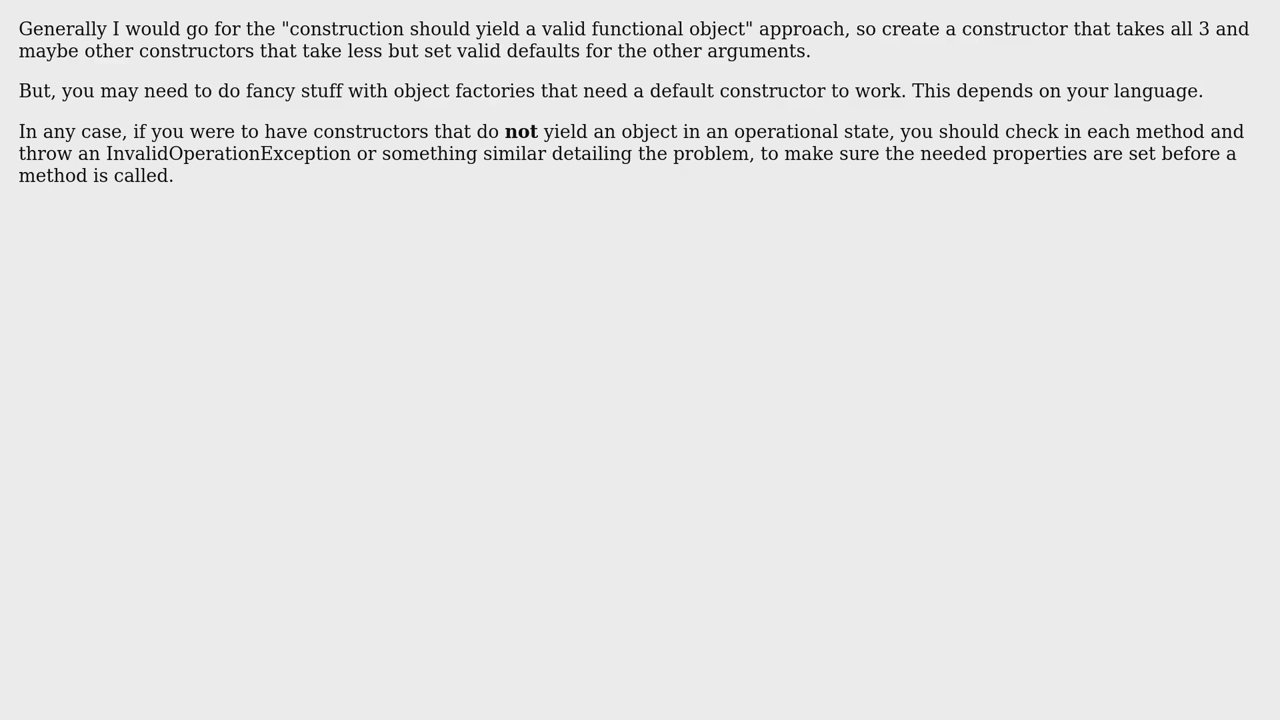 Generally I would go for the "construction should yield a valid functional object" approach, so create a constructor that takes all 3 and
maybe other constructors that take less but set valid defaults for the other arguments.
But, you may need to do fancy stuff with object factories that need a default constructor to work. This depends on your language.
In any case, if you were to have constructors that do not yield an object in an operational state, you should check in each method and
throw an InvalidOperationException or something similar detailing the problem, to make sure the needed properties are set before a
method is called.